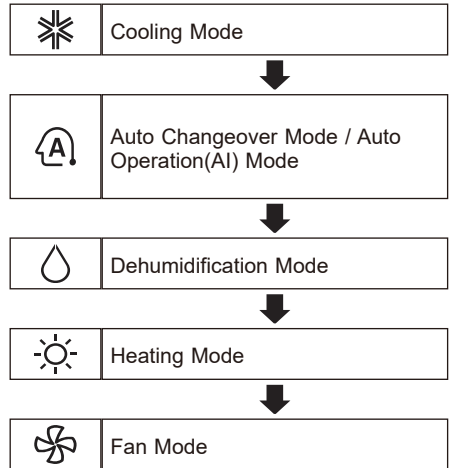 Cooling Mode
A
Auto Changeover Mode / Auto
Operation(AI) Mode
Dehumidification Mode
Heating Mode
Fan Mode